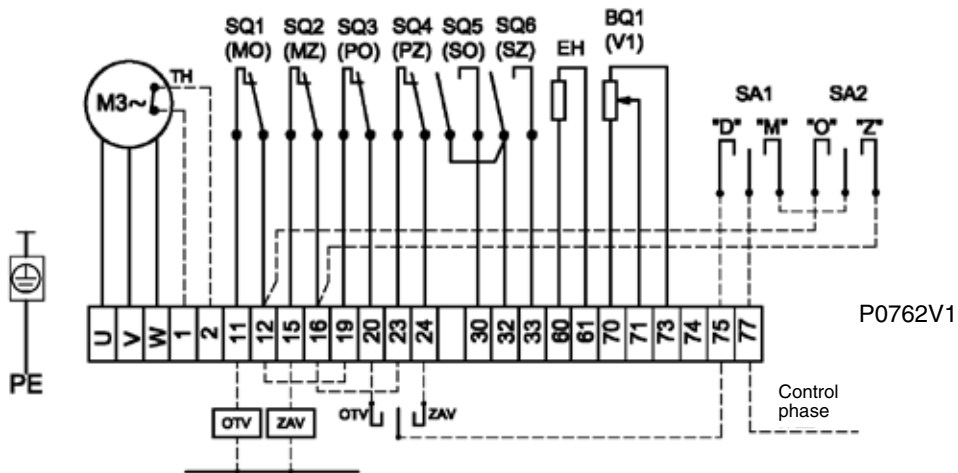 SQ1 SQ2 SQ3 SQ4 SQ5 SQ6 BQ1
(MO) (MZ) (PO) (PZ) (SO) (SZ) EH (V1)
TH
M3~
SA1 SA2
"D" "M" "O" "Z"
U V W 1 2 11 12 15 16 19 20 23 24 30 32 33 60 61 70 71 73 74 75 77
P0762V1
PE
OTV ZAV OTV ZAV
Control
phase